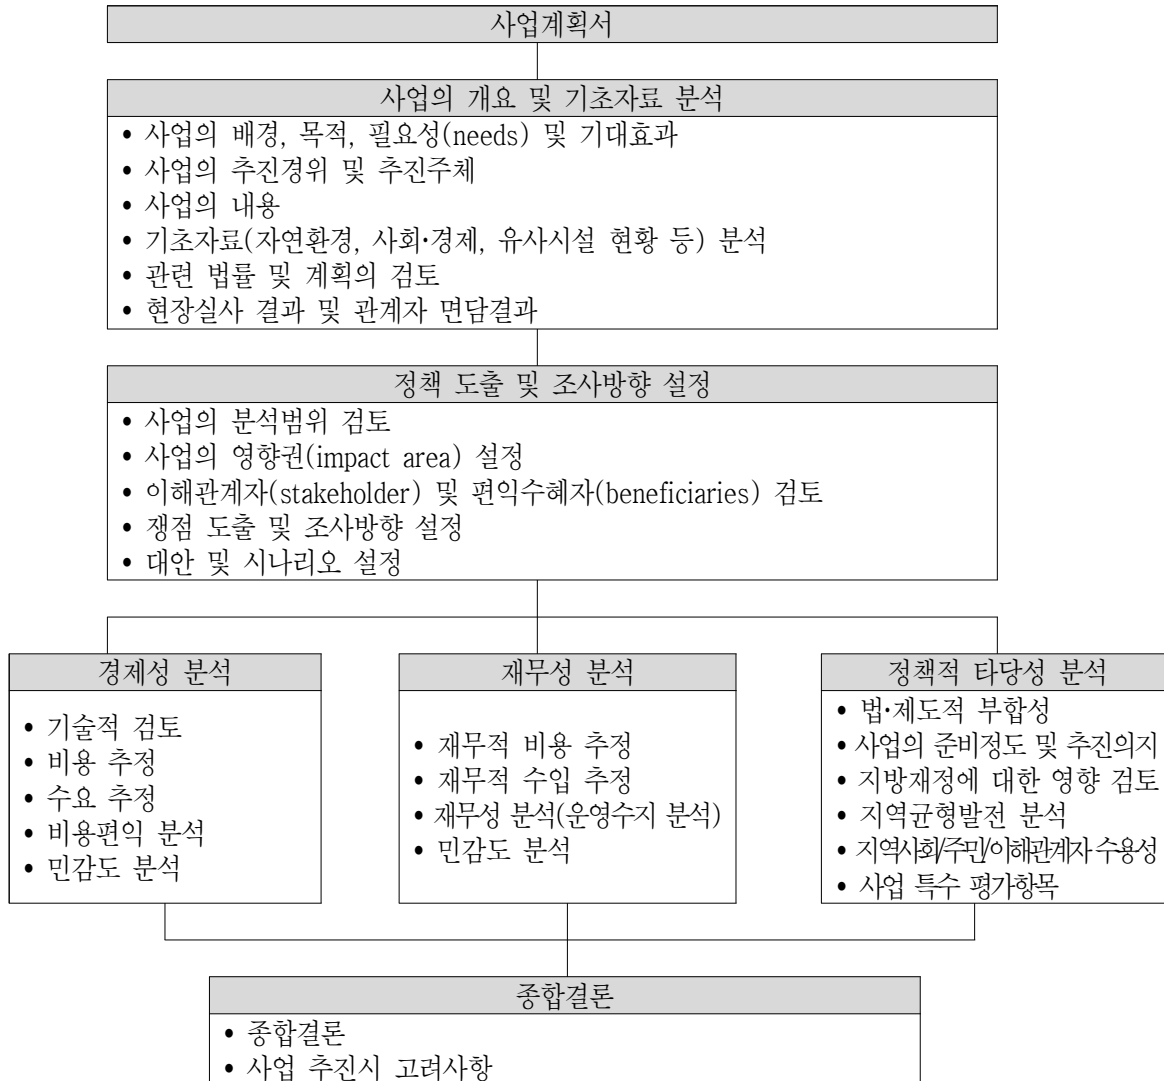 사업계획서
사업의 개요 및 기초자료 분석
• 사업의 배경, 목적, 필요성(needs) 및 기대효과
• 사업의 추진경위 및 추진주체
• 사업의 내용
• 기초자료(자연환경, 사회•경제, 유사시설 현황 등) 분석
• 관련 법률 및 계획의 검토
• 현장실사 결과 및 관계자 면담결과
정책 도출 및 조사방향 설정
• 사업의 분석범위 검토
• 사업의 영향권(impact area) 설정
• 이해관계자(stakeholder) 및 편익수혜자(beneficiaries) 검토
• 쟁점 도출 및 조사방향 설정
• 대안 및 시나리오 설정
경제성 분석
• 기술적 검토
• 비용 추정
• 수요 추정
• 비용편익 분석
• 민감도 분석
재무성 분석
• 재무적 비용 추정
• 재무적 수입 추정
• 재무성 분석(운영수지 분석)
• 민감도 분석
정책적 타당성 분석
• 법•제도적 부합성
• 사업의 준비정도 및 추진의지
• 지방재정에 대한 영향 검토
• 지역균형발전 분석
• 지역사회/주민/이해관계자 수용성
• 사업 특수 평가항목
종합결론
• 종합결론
• 사업 추진시 고려사항